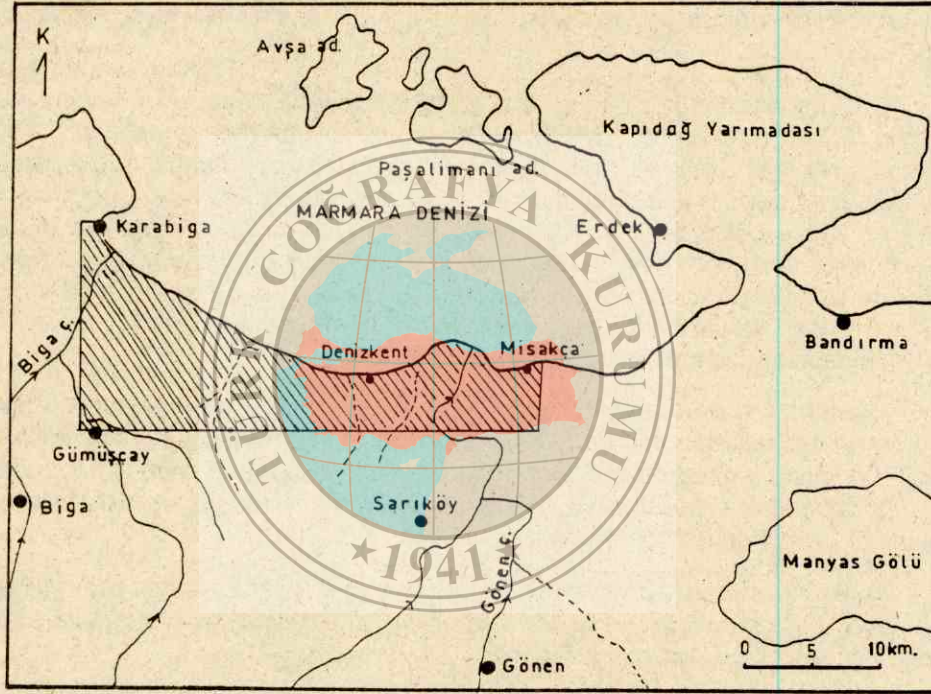 K
Avşa ad.
Kapıdağ Yarımadası
Paşalimanı ad.
MARMARA DENİZİ
Karabiga
Erdek
Biga ç.
Denizkent
Misakça
Bandırma
Gümüşçay
Biga
Sarıköy
Gönen ç.
Manyas Gölü
Gönen
0 5 10km.
TÜRK COĞRAFYA KURUMU
★ 1941 ★